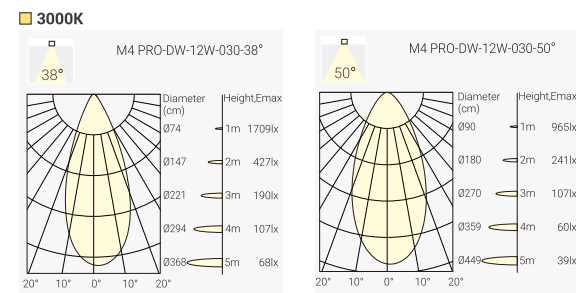 3000K
M4 PRO-DW-12W-030-38°
38°
Diameter
(cm)
Height,Emax
Ø74 1m 1709lx
Ø147 2m 427lx
Ø221 3m 190lx
Ø294 4m 107lx
Ø368 5m 68lx
20° 10° 0° 10° 20°
M4 PRO-DW-12W-030-50°
50°
Diameter
(cm)
Height,Emax
Ø90 1m 965lx
Ø180 2m 241lx
Ø270 3m 107lx
Ø359 4m 60lx
Ø449 5m 39lx
20° 10° 0° 10° 20°